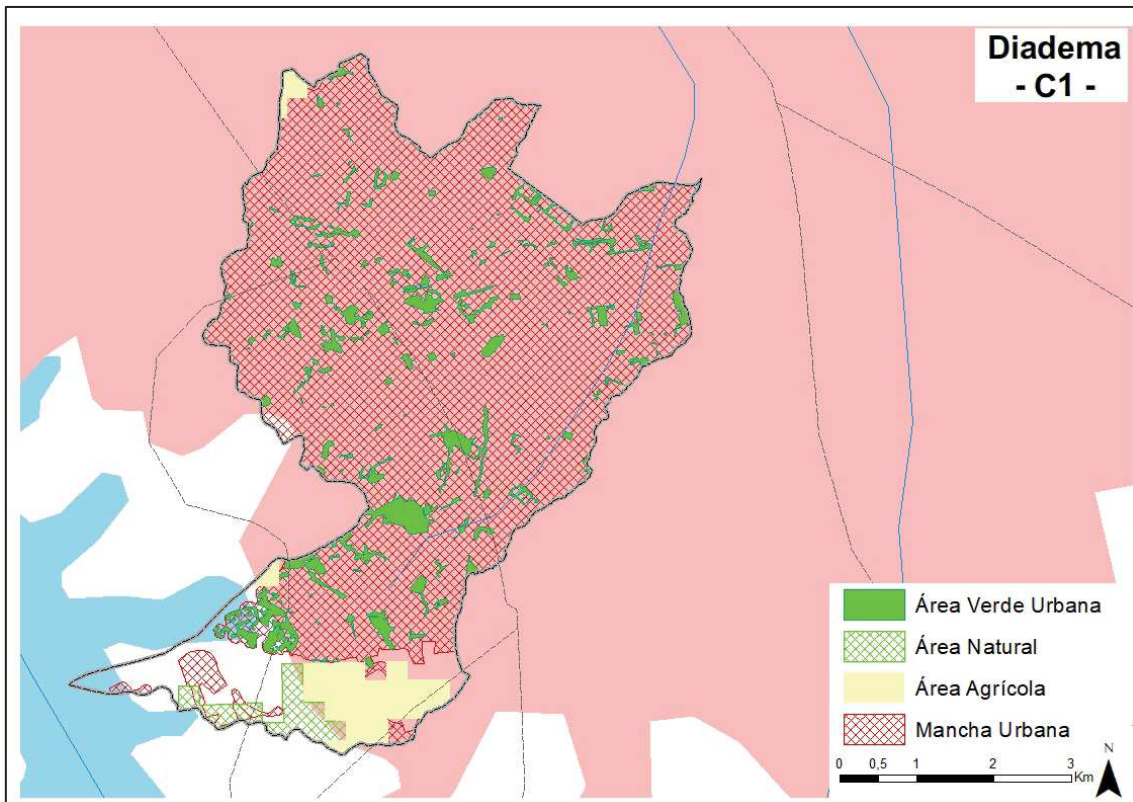 Diadema
- C1 -
Área Verde Urbana
Área Natural
Área Agrícola
Mancha Urbana
N
0 0,5 1 2 3
Km